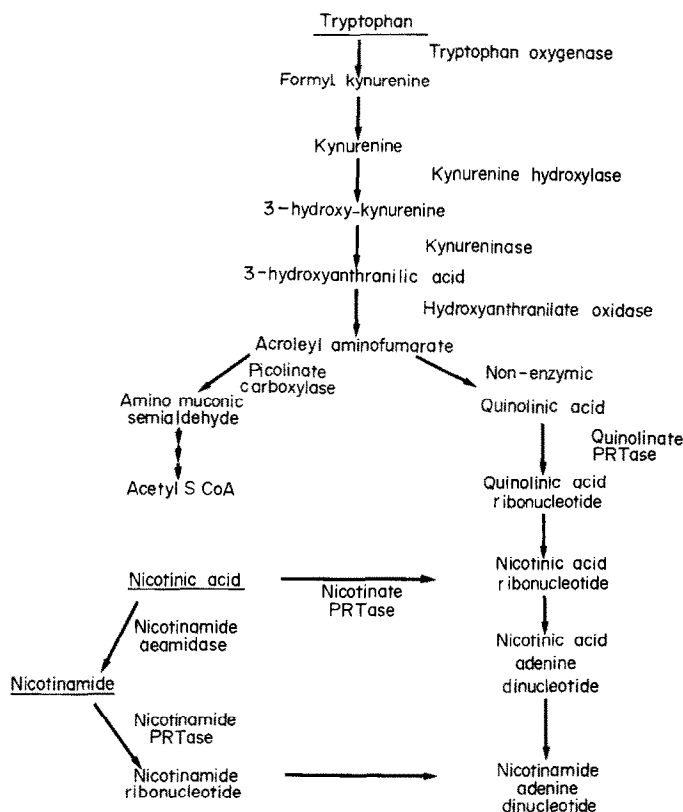 Tryptophan
Tryptophan oxygenase
Formyl kynurenine
Kynurenine
Kynurenine hydroxylase
3-hydroxy-kynurenine
Kynureninase
3-hydroxyanthranilic acid
Hydroxyanthranilate oxidase
Acroleyl aminofumarate
Picolinate
carboxylase
Non-enzymic
Amino muconic
semialdehyde
Quinolinic acid
Quinolinate
PRTase
Acetyl S CoA
Quinolinic acid
ribonucleotide
Nicotinic acid
Nicotinate
PRTase
Nicotinic acid
ribonucleotide
Nicotinamide
aeamidase
Nicotinic acid
adenine
dinucleotide
Nicotinamide
Nicotinamide
PRTase
Nicotinamide
ribonucleotide
Nicotinamide
adenine
dinucleotide